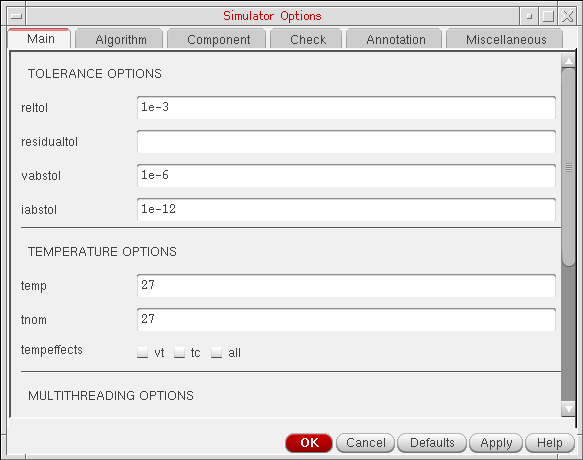 Simulator Options
Main Algorithm Component Check Annotation Miscellaneous
TOLERANCE OPTIONS
reltol 1e-3
residualtol
vabstol 1e-6
iabstol 1e-12
TEMPERATURE OPTIONS
temp 27
tnom 27
tempeffects vt tc all
MULTITHREADING OPTIONS
OK Cancel Defaults Apply Help